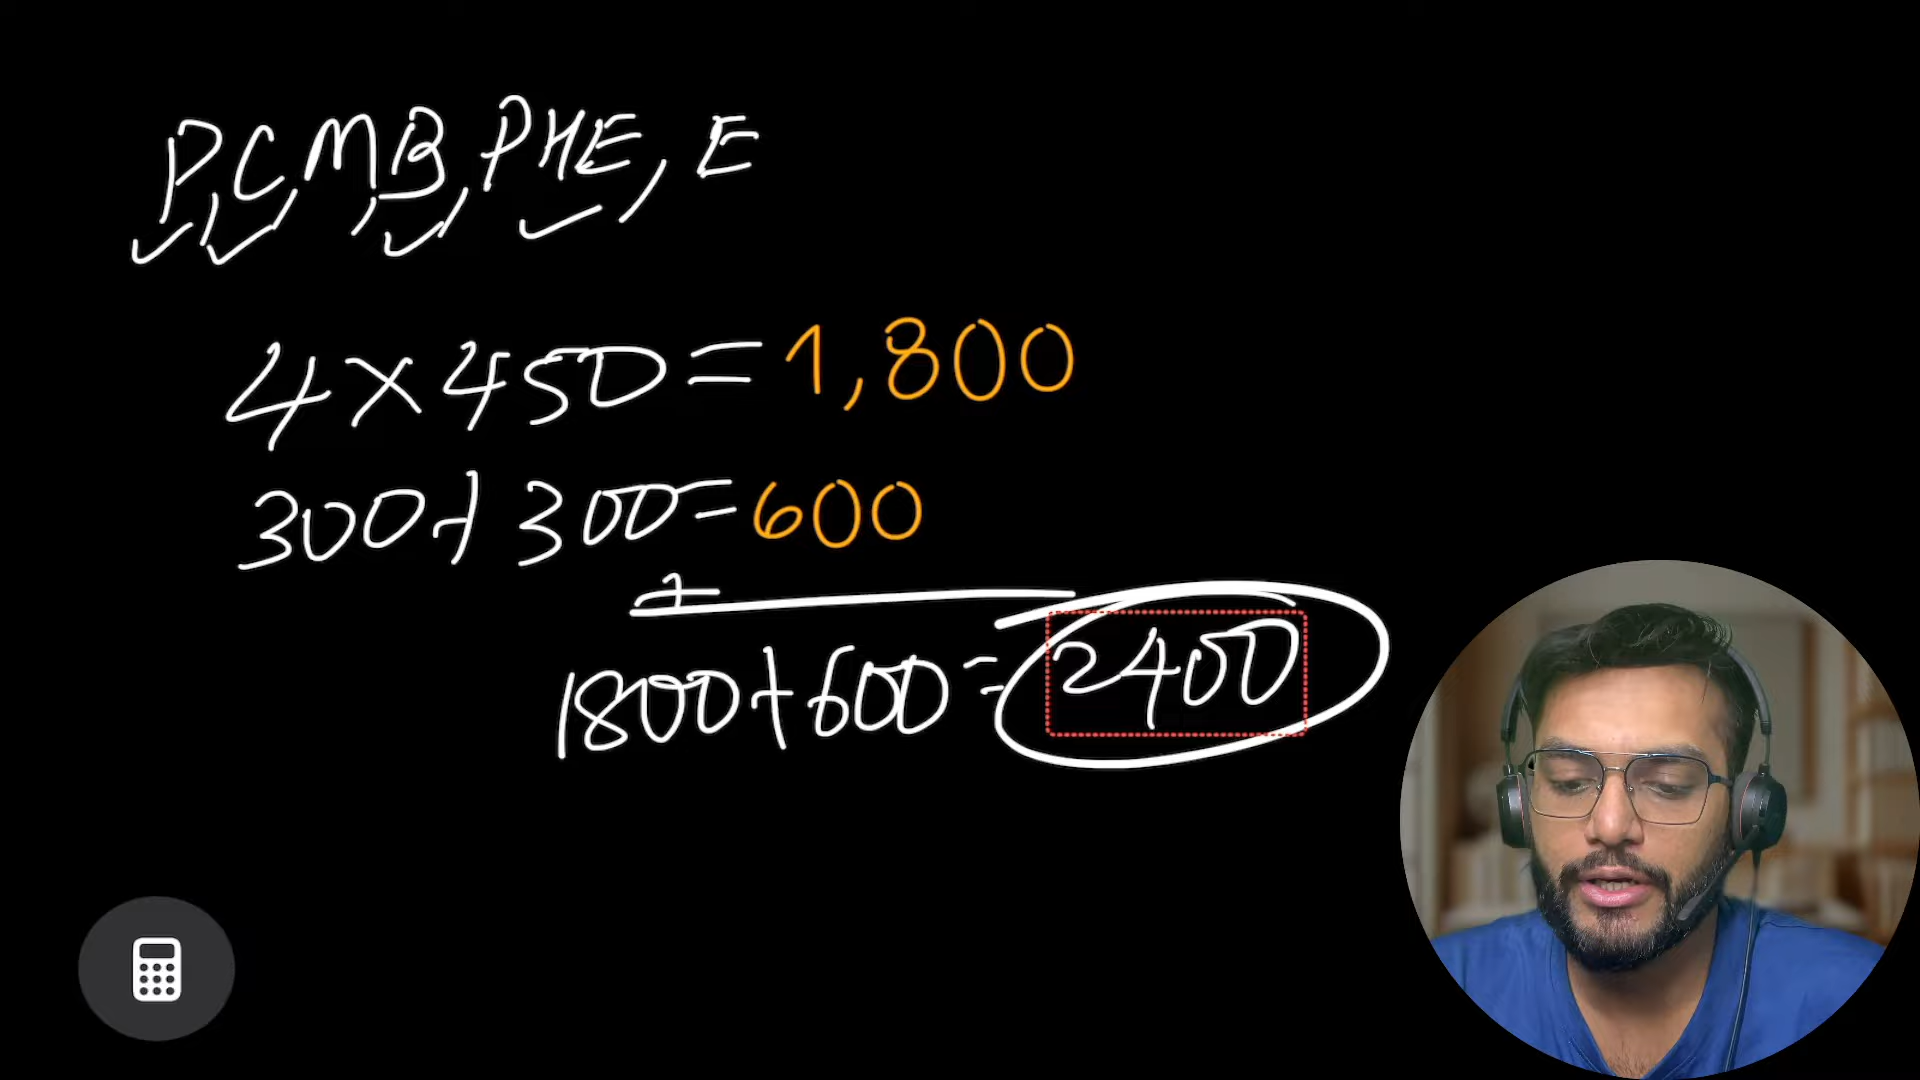 P, C, M, B, PHE, E
4 × 450 = 1,800
300 + 300 = 600
+
1800 + 600 = 2400